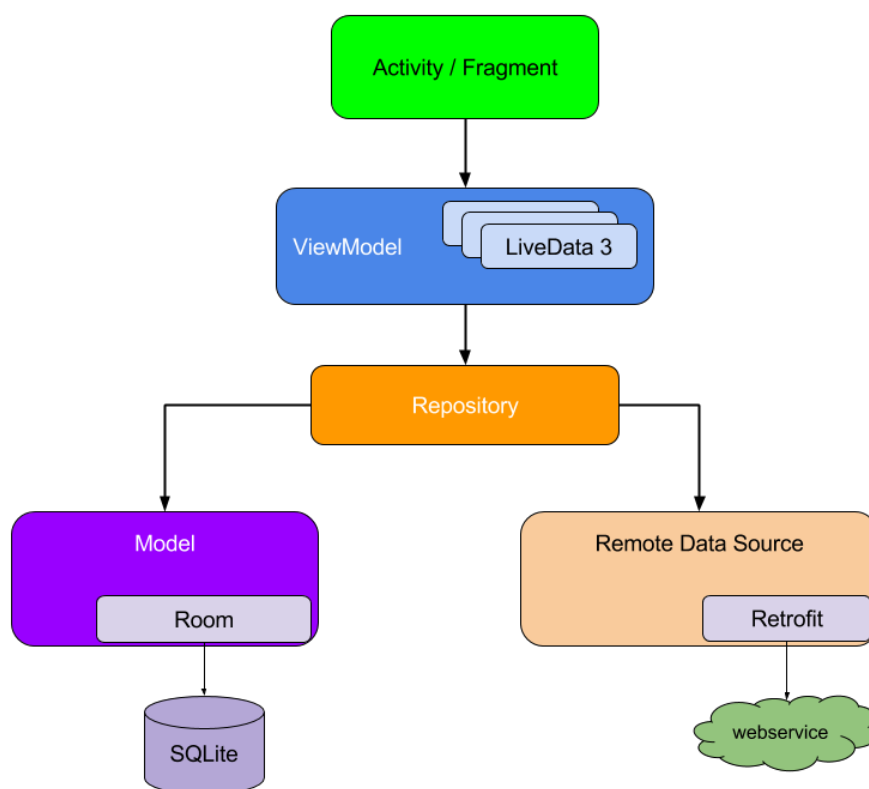 Activity / Fragment
ViewModel
LiveData 3
Repository
Model
Remote Data Source
Room
Retrofit
SQLite
webservice